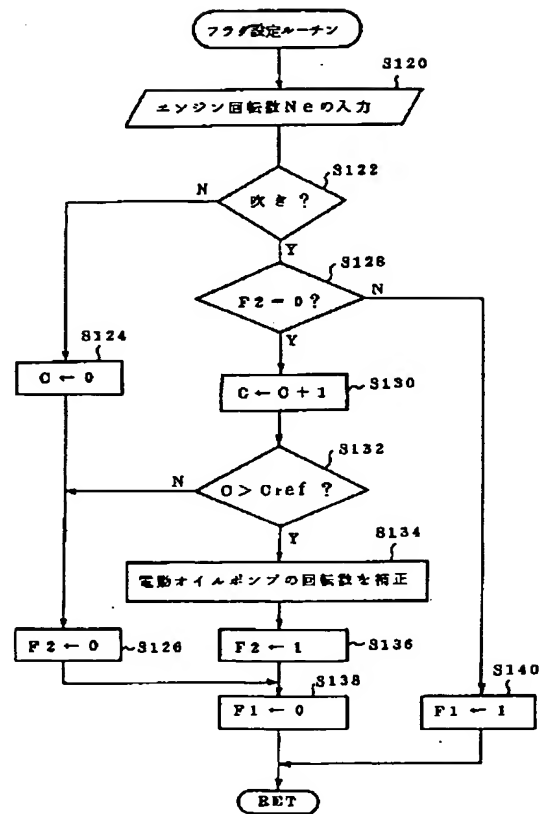 フラグ設定ルーチン
S120
エンジン回転数Neの入力
S122
N
吹き?
Y
S128
F2=0?
N
S124
Y
C←0
C←C+1
S130
S132
N
C>Cref ?
Y
S134
電動オイルポンプの回転数を補正
F2←0
S126
F2←1
S136
S138
S140
F1←0
F1←1
RET